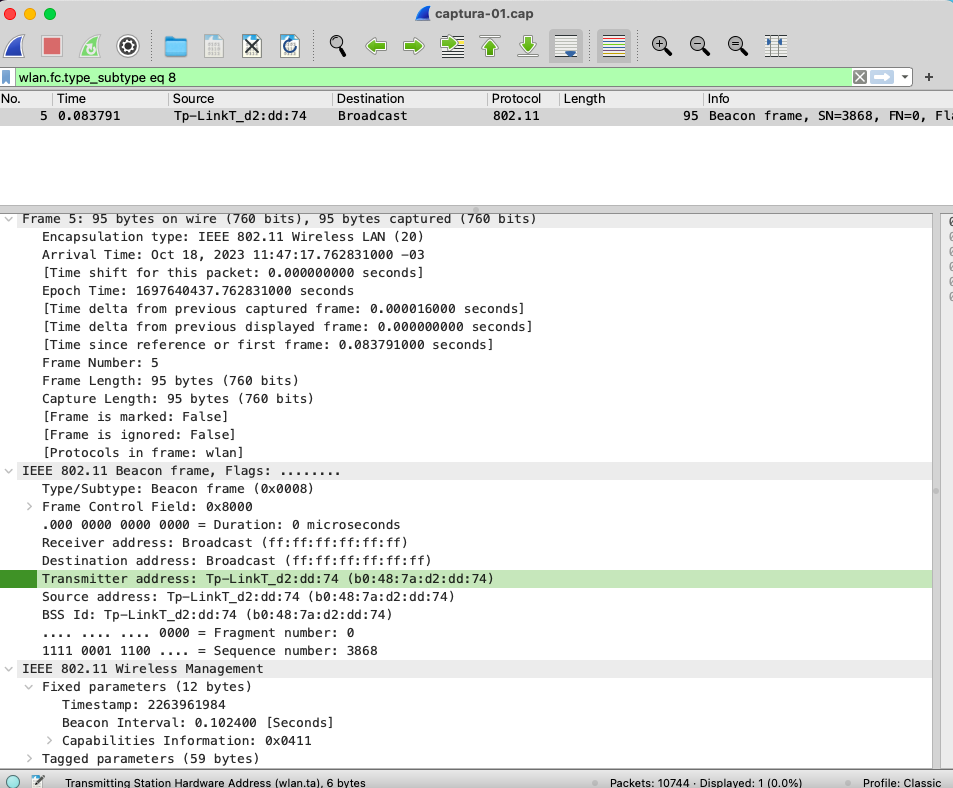 captura-01.cap
wlan.fc.type_subtype eq 8
No. Time Source Destination Protocol Length Info
5 0.083791 Tp-LinkT_d2:dd:74 Broadcast 802.11 95 Beacon frame, SN=3868, FN=0, Fl
Frame 5: 95 bytes on wire (760 bits), 95 bytes captured (760 bits)
Encapsulation type: IEEE 802.11 Wireless LAN (20)
Arrival Time: Oct 18, 2023 11:47:17.762831000 -03
[Time shift for this packet: 0.000000000 seconds]
Epoch Time: 1697640437.762831000 seconds
[Time delta from previous captured frame: 0.000016000 seconds]
[Time delta from previous displayed frame: 0.000000000 seconds]
[Time since reference or first frame: 0.083791000 seconds]
Frame Number: 5
Frame Length: 95 bytes (760 bits)
Capture Length: 95 bytes (760 bits)
[Frame is marked: False]
[Frame is ignored: False]
[Protocols in frame: wlan]
IEEE 802.11 Beacon frame, Flags: ........
Type/Subtype: Beacon frame (0x0008)
Frame Control Field: 0x8000
.000 0000 0000 0000 = Duration: 0 microseconds
Receiver address: Broadcast (ff:ff:ff:ff:ff:ff)
Destination address: Broadcast (ff:ff:ff:ff:ff:ff)
Transmitter address: Tp-LinkT_d2:dd:74 (b0:48:7a:d2:dd:74)
Source address: Tp-LinkT_d2:dd:74 (b0:48:7a:d2:dd:74)
BSS Id: Tp-LinkT_d2:dd:74 (b0:48:7a:d2:dd:74)
.... .... .... 0000 = Fragment number: 0
1111 0001 1100 .... = Sequence number: 3868
IEEE 802.11 Wireless Management
Fixed parameters (12 bytes)
Timestamp: 2263961984
Beacon Interval: 0.102400 [Seconds]
Capabilities Information: 0x0411
Tagged parameters (59 bytes)
Transmitting Station Hardware Address (wlan.ta), 6 bytes Packets: 10744 · Displayed: 1 (0.0%) Profile: Classic